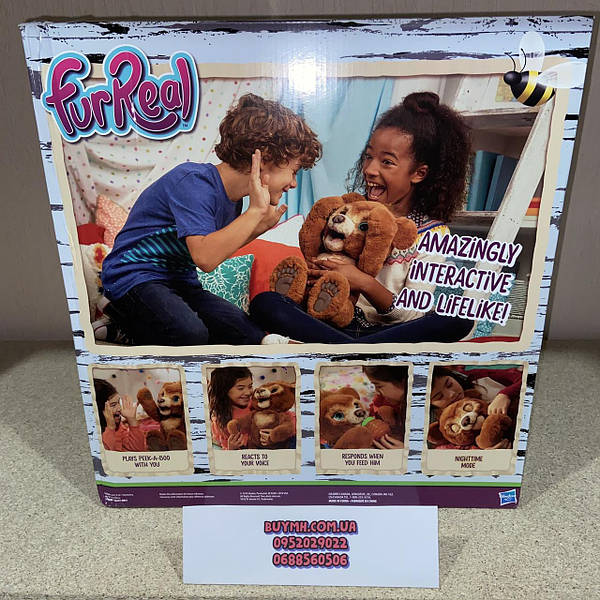 furReal
AMAZINGLY
INTERACTIVE
AND LIFELIKE!
PLAYS PEEK-A-BOO
WITH YOU
REACTS TO
YOUR VOICE
RESPONDS WHEN
YOU FEED HIM
NIGHTTIME
MODE
Hasbro
BUYMH.COM.UA
0952029022
0688560506